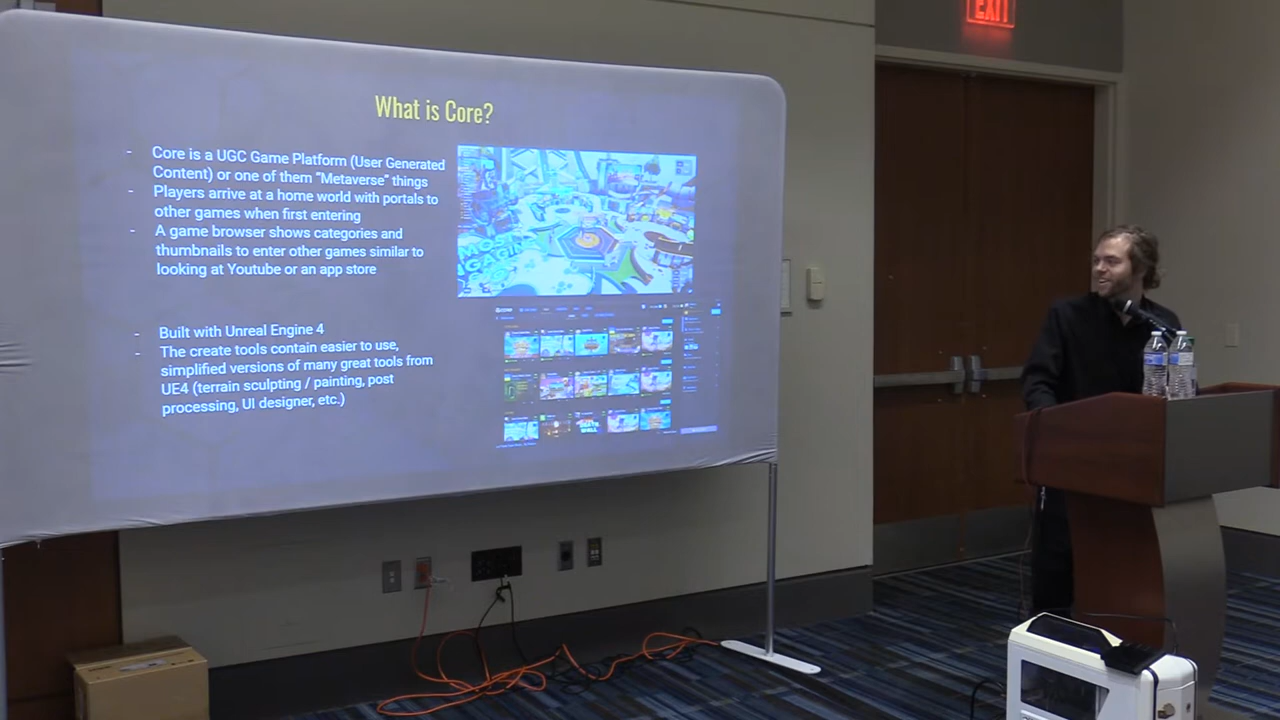 EXIT
What is Core?
- Core is a UGC Game Platform (User Generated
Content) or one of them "Metaverse" things
- Players arrive at a home world with portals to
other games when first entering
- A game browser shows categories and
thumbnails to enter other games similar to
looking at Youtube or an app store
- Built with Unreal Engine 4
- The create tools contain easier to use,
simplified versions of many great tools from
UE4 (terrain sculpting / painting, post
processing, UI designer, etc.)